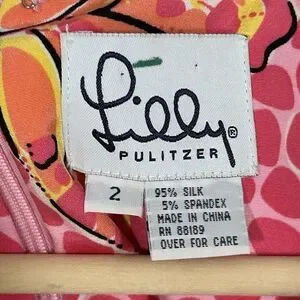 Lilly®
PULITZER
2
95% SILK
5% SPANDEX
MADE IN CHINA
RN 88189
OVER FOR CARE